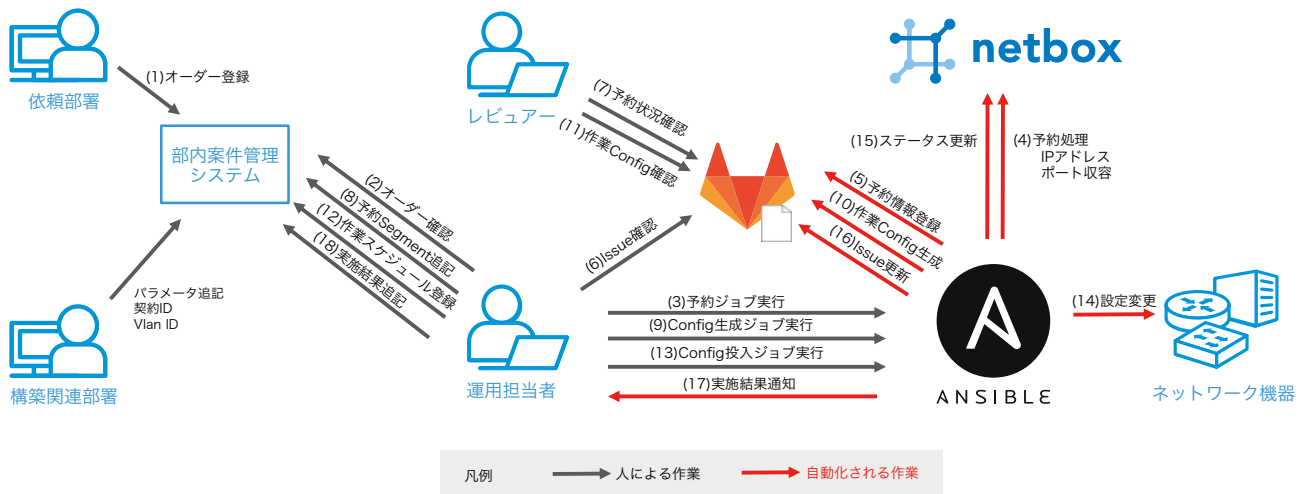 依頼部署
(1)オーダー登録
部内案件管理
システム
パラメータ追記
契約ID
Vlan ID
構築関連部署
(2)オーダー確認
(8)予約Segment追記
(12)作業スケジュール登録
(18)実施結果追記
レビュアー
(7)予約状況確認
(11)作業Config確認
(6)Issue確認
運用担当者
(3)予約ジョブ実行
(9)Config生成ジョブ実行
(13)Config投入ジョブ実行
(17)実施結果通知
netbox
(15)ステータス更新
(4)予約処理
IPアドレス
ポート収容
(5)予約情報登録
(10)作業Config生成
(16)Issue更新
ANSIBLE
(14)設定変更
ネットワーク機器
凡例
人による作業
自動化される作業